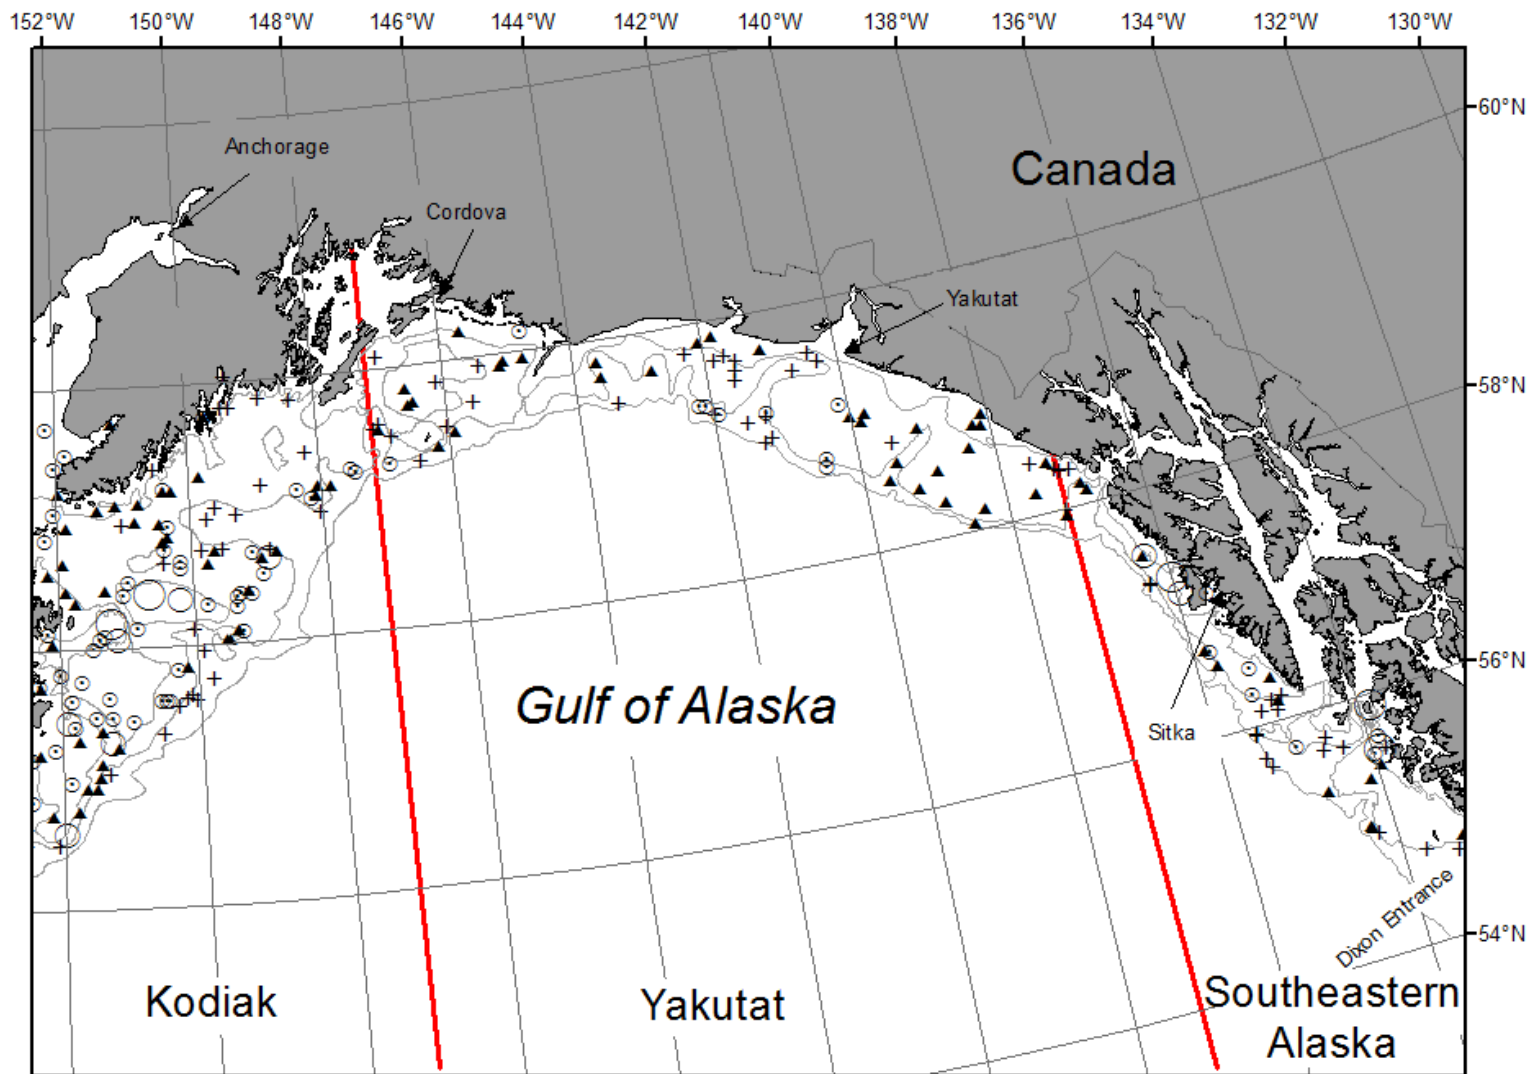 152°W 150°W 148°W 146°W 144°W 142°W 140°W 138°W 136°W 134°W 132°W 130°W
60°N
Anchorage
Canada
Cordova
Yakutat
58°N
56°N
Gulf of Alaska
Sitka
Dixon Entrance
54°N
Kodiak
Yakutat
Southeastern
Alaska